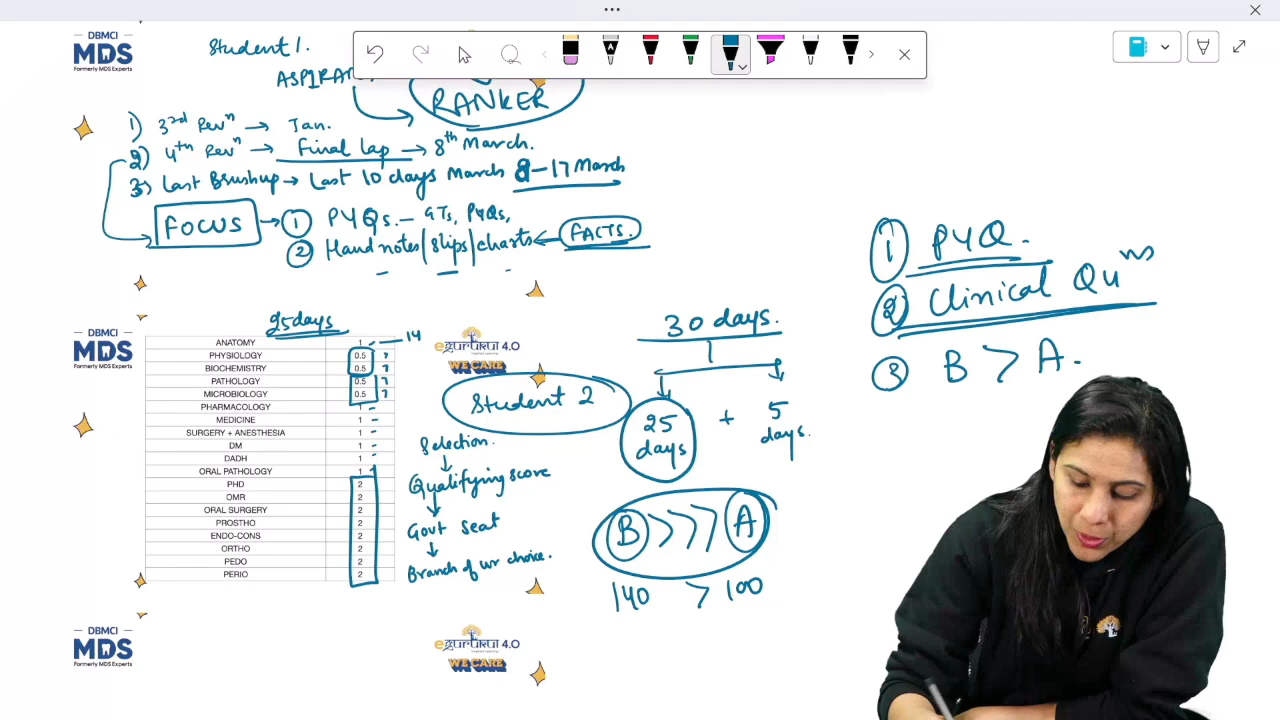 DBMCI
MDS
Formerly MDS Experts
Student 1.
RANKER
1) 3rd Revn → Jan.
2) 4th Revn → Final lap → 8th March.
3) Last Brushup → Last 10 days March 8-17 March
FOCUS → 1 PYQs. - GTs, PYQs,
2 Hand notes | Slips | charts ← FACTS.
1 PYQ.
2 Clinical Quns
3 B > A.
25 days
DBMCI
MDS
Formerly MDS Experts
ANATOMY 1 - 14
PHYSIOLOGY 0.5
BIOCHEMISTRY 0.5
PATHOLOGY 0.5
MICROBIOLOGY 0.5
PHARMACOLOGY 1
MEDICINE 1
SURGERY + ANESTHESIA 1
DM 1
DADH 1
ORAL PATHOLOGY 1
PHD 2
OMR 2
ORAL SURGERY 2
PROSTHO 2
ENDO-CONS 2
ORTHO 2
PEDO 2
PERIO 2
egurukul 4.0
WE CARE
Student 2
Selection.
↓
Qualifying score
↓
Govt seat
↓
Branch of ur choice.
30 days.
25 days + 5 days.
B >>> A
140 > 100
DBMCI
MDS
Formerly MDS Experts
egurukul 4.0
WE CARE